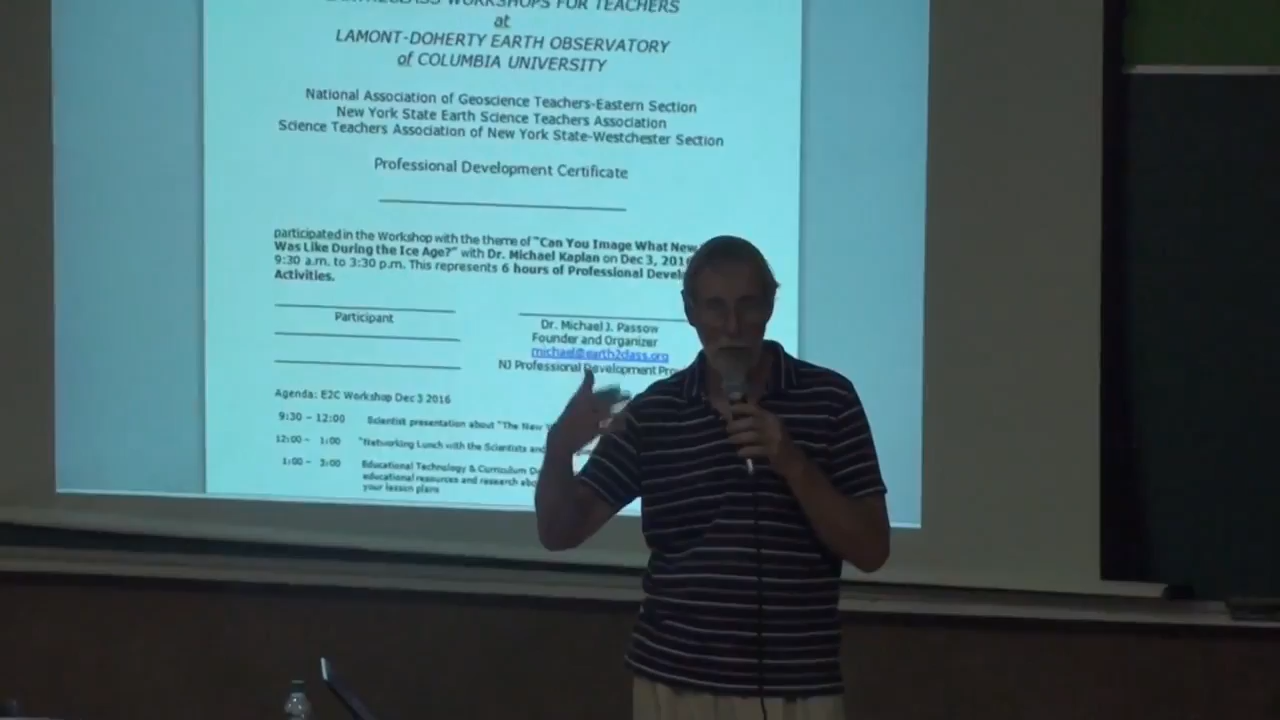 WORKSHOPS FOR TEACHERS
at
LAMONT-DOHERTY EARTH OBSERVATORY
of COLUMBIA UNIVERSITY
National Association of Geoscience Teachers-Eastern Section
New York State Earth Science Teachers Association
Science Teachers Association of New York State-Westchester Section
Professional Development Certificate
participated in the Workshop with the theme of "Can You Image What New
Was Like During the Ice Age?" with Dr. Michael Kaplan on Dec 3, 2016
9:30 a.m. to 3:30 p.m. This represents 6 hours of Professional Devel
Activities.
Participant
Dr. Michael J. Passow
Founder and Organizer
michael@earth2class.org
NJ Professional Development Pro
Agenda: E2C Workshop Dec 3 2016
9:30 – 12:00 Scientist presentation about "The New
12:00 – 1:00 "Networking Lunch with the Scientists and
1:00 – 3:00 Educational Technology & Curriculum
educational resources and research abo
your lesson plans